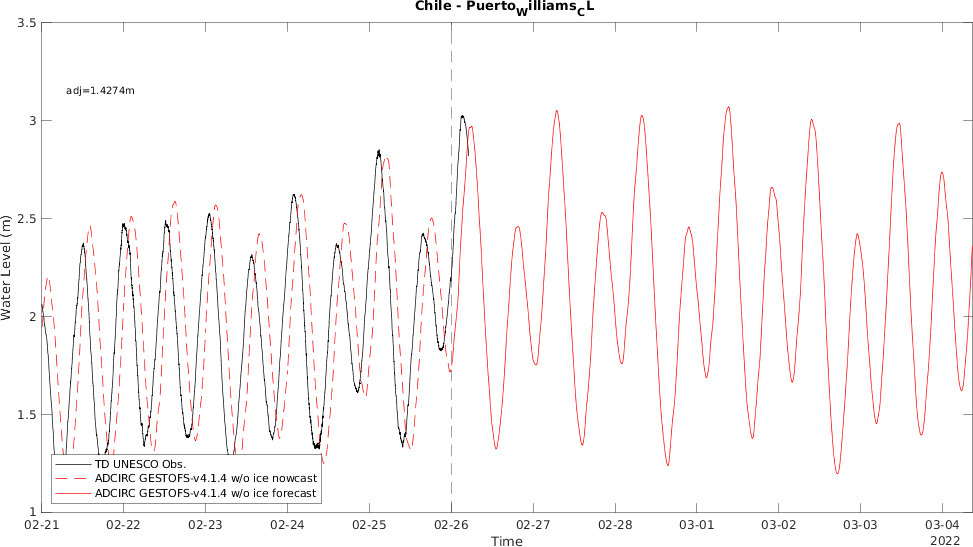 Chile - PuertoWilliamsCL
3.5
adj=1.4274m
3
2.5
Water Level (m)
2
1.5
TD UNESCO Obs.
ADCIRC GESTOFS-v4.1.4 w/o ice nowcast
ADCIRC GESTOFS-v4.1.4 w/o ice forecast
1
02-21 02-22 02-23 02-24 02-25 02-26 02-27 02-28 03-01 03-02 03-03 03-04
Time
2022